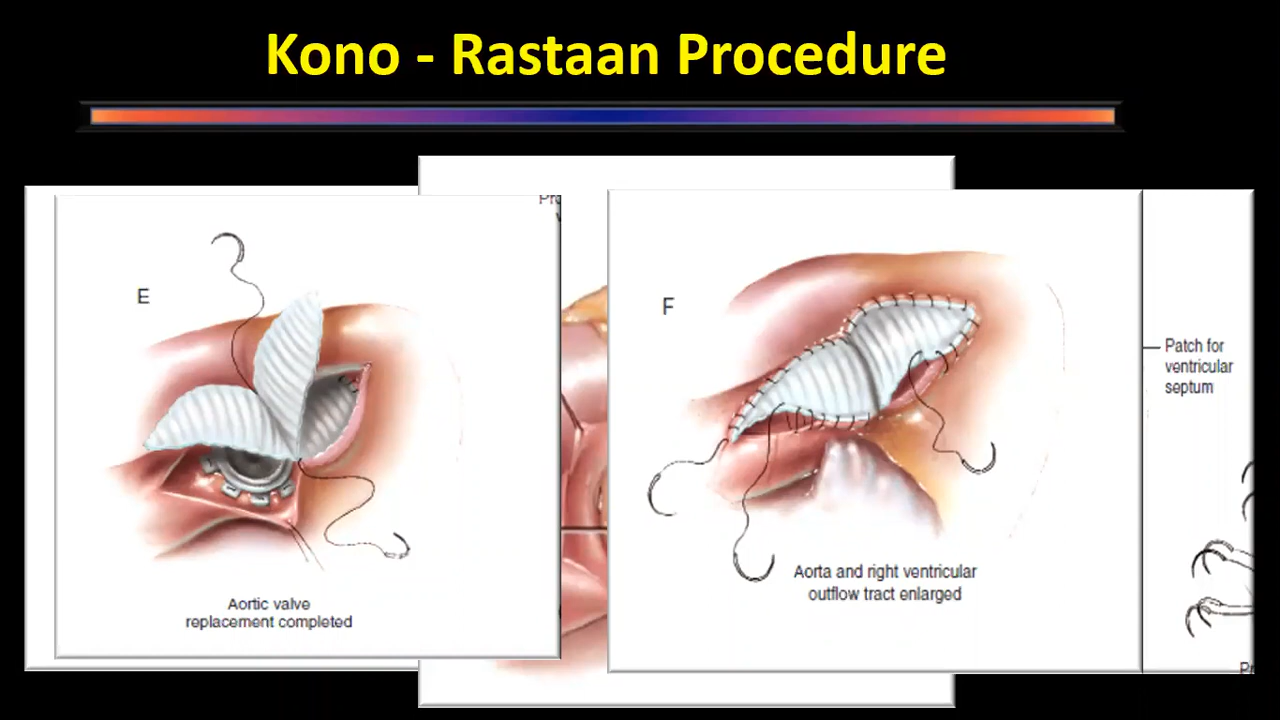 Kono - Rastaan Procedure
E
Aortic valve
replacement completed
F
Aorta and right ventricular
outflow tract enlarged
Patch for
ventricular
septum